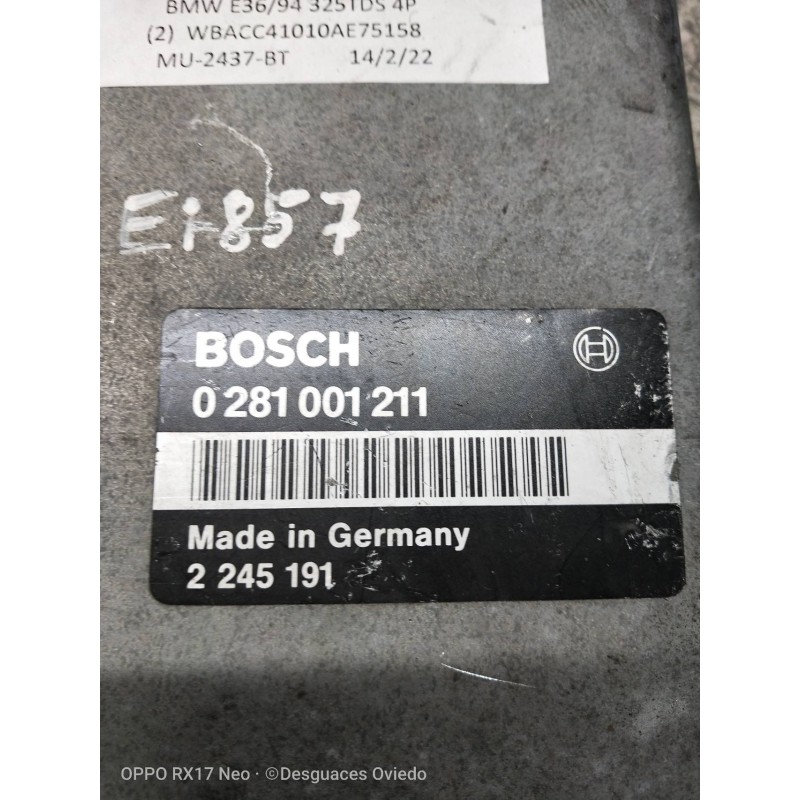 BMW E36/94 325TDS 4P
(2) WBACC41010AE75158
MU-2437-BT 14/2/22
Ei857
BOSCH
0 281 001 211
Made in Germany
2 245 191
OPPO RX17 Neo · ©Desguaces Oviedo